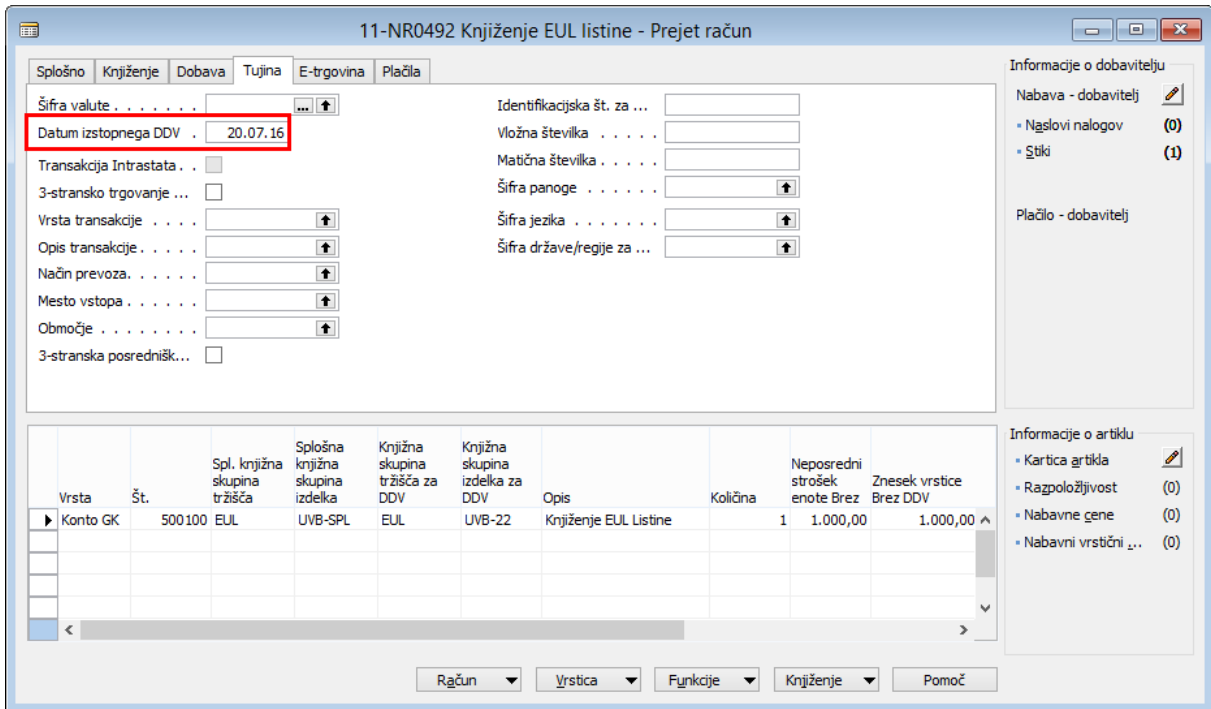 11-NR0492 Knjiženje EUL listine - Prejet račun
Splošno Knjiženje Dobava Tujina E-trgovina Plačila
Šifra valute . . . . . . .
Datum izstopnega DDV . 20.07.16
Transakcija Intrastata . .
3-stransko trgovanje ...
Vrsta transakcije . . . .
Opis transakcije . . . . .
Način prevoza. . . . . .
Mesto vstopa . . . . . .
Območje . . . . . . . .
3-stranska posrednišk...
Identifikacijska št. za ...
Vložna številka . . . . .
Matična številka . . . . .
Šifra panoge . . . . . .
Šifra jezika . . . . . . .
Šifra države/regije za ...
Informacije o dobavitelju
Nabava - dobavitelj
Naslovi nalogov (0)
Stiki (1)
Plačilo - dobavitelj
Vrsta Št. Spl. knjižna skupina tržišča Splošna knjižna skupina izdelka Knjižna skupina tržišča za DDV Knjižna skupina izdelka za DDV Opis Količina Neposredni strošek enote Brez Znesek vrstice Brez DDV
Konto GK 500100 EUL UVB-SPL EUL UVB-22 Knjiženje EUL Listine 1 1.000,00 1.000,00
Informacije o artiklu
Kartica artikla
Razpoložljivost (0)
Nabavne cene (0)
Nabavni vrstični ... (0)
Račun Vrstica Funkcije Knjiženje Pomoč